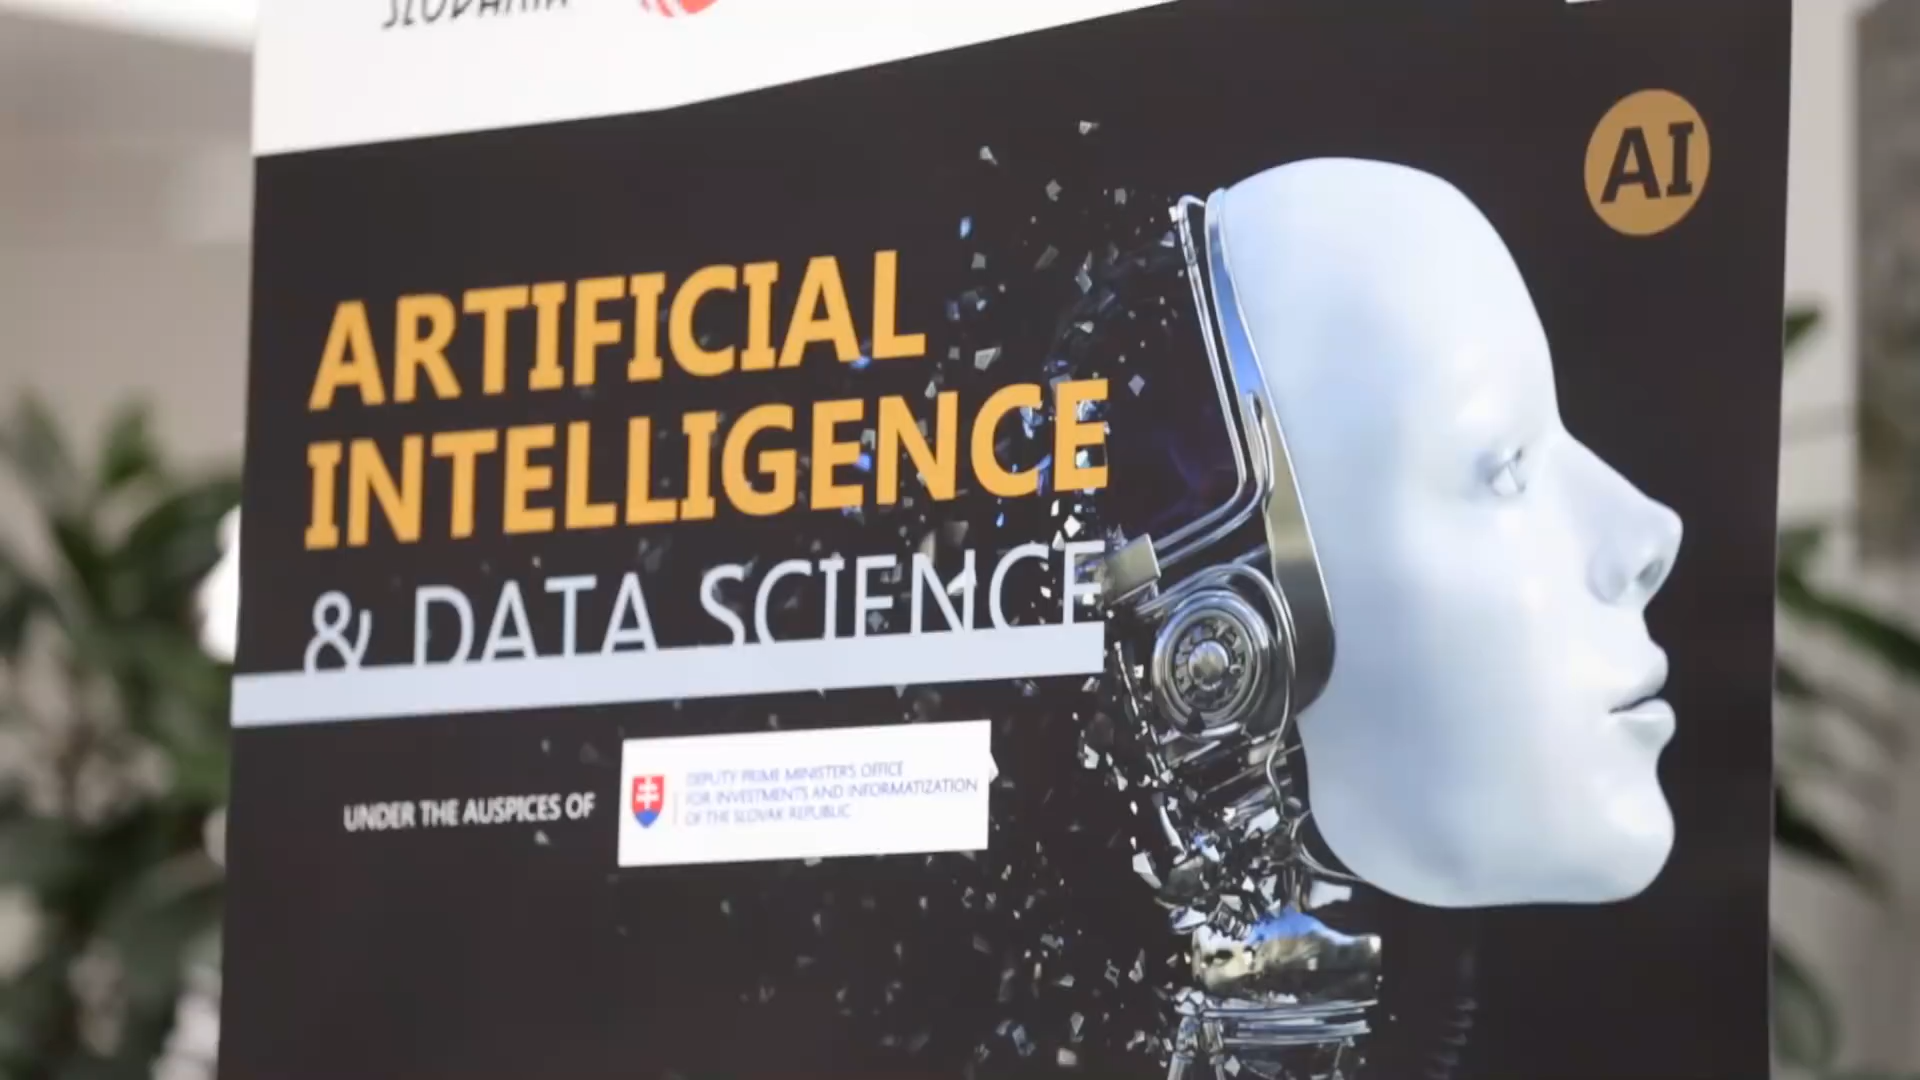 SLOVAKIA
AI
ARTIFICIAL
INTELLIGENCE
& DATA SCIENCE
UNDER THE AUSPICES OF
DEPUTY PRIME MINISTER'S OFFICE
FOR INVESTMENTS AND INFORMATIZATION
OF THE SLOVAK REPUBLIC